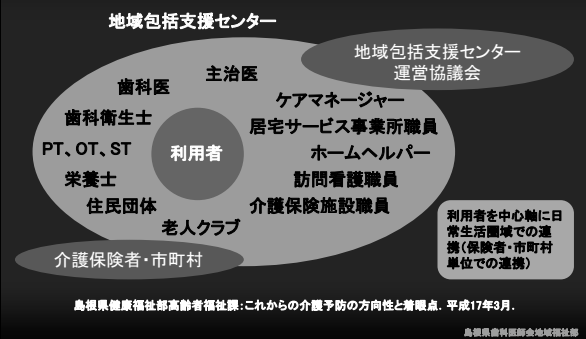 地域包括支援センター
地域包括支援センター
運営協議会
主治医
歯科医
ケアマネージャー
歯科衛生士
居宅サービス事業所職員
PT、OT、ST
利用者
ホームヘルパー
栄養士
訪問看護職員
住民団体
介護保険施設職員
老人クラブ
利用者を中心軸に日
常生活圏域での連
携(保険者・市町村
単位での連携)
介護保険者・市町村
島根県健康福祉部高齢者福祉課:これからの介護予防の方向性と着眼点. 平成17年3月.
島根県歯科医師会地域福祉部